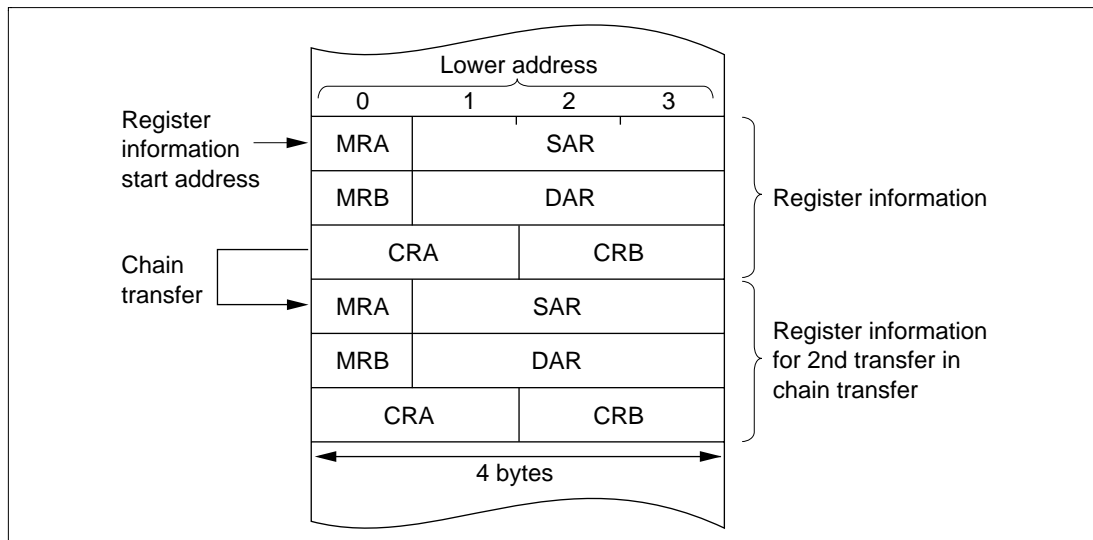 Lower address
0 1 2 3
Register
information
start address
MRA SAR
MRB DAR
Register information
CRA CRB
Chain
transfer
MRA SAR
MRB DAR
Register information
for 2nd transfer in
chain transfer
CRA CRB
4 bytes